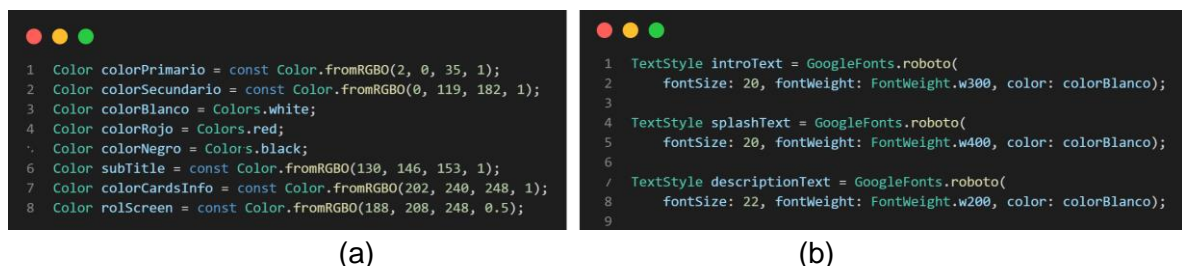 1 Color colorPrimario = const Color.fromRGBO(2, 0, 35, 1);
2 Color colorSecundario = const Color.fromRGBO(0, 119, 182, 1);
3 Color colorBlanco = Colors.white;
4 Color colorRojo = Colors.red;
Color colorNegro = Colors.black;
6 Color subTitle = const Color.fromRGBO(130, 146, 153, 1);
7 Color colorCardsInfo = const Color.fromRGBO(202, 240, 248, 1);
8 Color rolScreen = const Color.fromRGBO(188, 208, 248, 0.5);
(a)
1 TextStyle introText = GoogleFonts.roboto(
2 fontSize: 20, fontWeight: FontWeight.w300, color: colorBlanco);
3
4 TextStyle splashText = GoogleFonts.roboto(
5 fontSize: 20, fontWeight: FontWeight.w400, color: colorBlanco);
6
7 TextStyle descriptionText = GoogleFonts.roboto(
8 fontSize: 22, fontWeight: FontWeight.w200, color: colorBlanco);
9
(b)